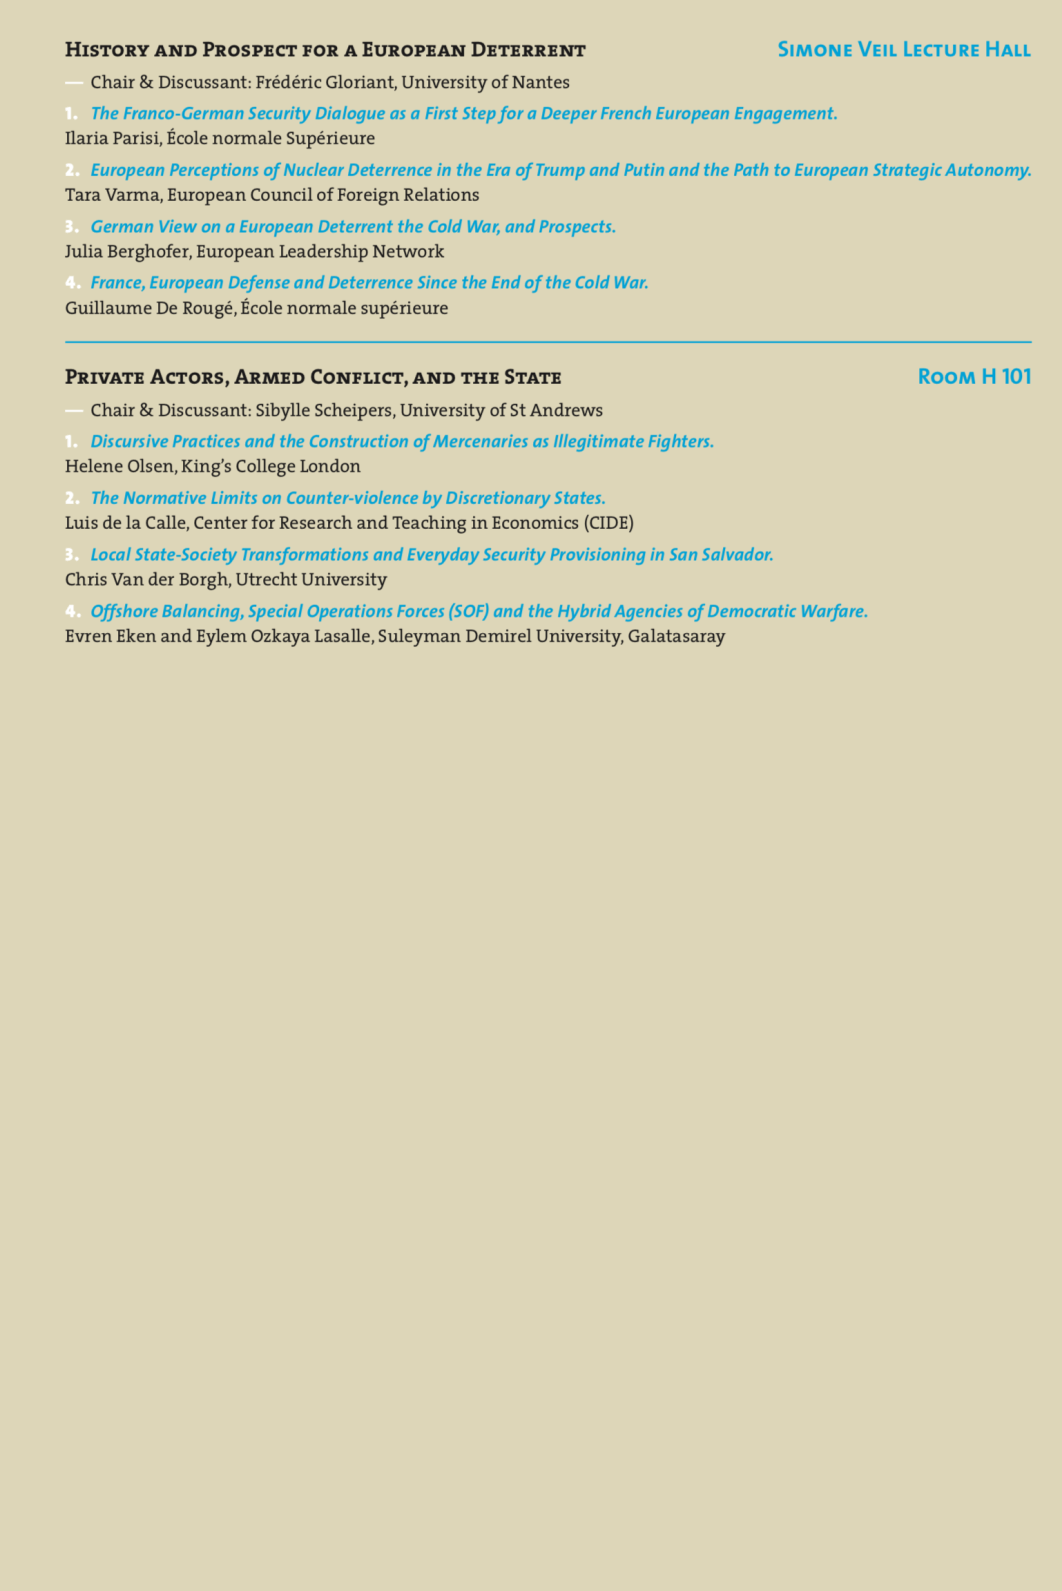 History and Prospect for a European Deterrent Simone Veil Lecture Hall
— Chair & Discussant: Frédéric Gloriant, University of Nantes
1. The Franco-German Security Dialogue as a First Step for a Deeper French European Engagement.
Ilaria Parisi, École normale Supérieure
2. European Perceptions of Nuclear Deterrence in the Era of Trump and Putin and the Path to European Strategic Autonomy.
Tara Varma, European Council of Foreign Relations
3. German View on a European Deterrent the Cold War, and Prospects.
Julia Berghofer, European Leadership Network
4. France, European Defense and Deterrence Since the End of the Cold War.
Guillaume De Rougé, École normale supérieure
Private Actors, Armed Conflict, and the State Room H 101
— Chair & Discussant: Sibylle Scheipers, University of St Andrews
1. Discursive Practices and the Construction of Mercenaries as Illegitimate Fighters.
Helene Olsen, King’s College London
2. The Normative Limits on Counter-violence by Discretionary States.
Luis de la Calle, Center for Research and Teaching in Economics (CIDE)
3. Local State-Society Transformations and Everyday Security Provisioning in San Salvador.
Chris Van der Borgh, Utrecht University
4. Offshore Balancing, Special Operations Forces (SOF) and the Hybrid Agencies of Democratic Warfare.
Evren Eken and Eylem Ozkaya Lasalle, Suleyman Demirel University, Galatasaray